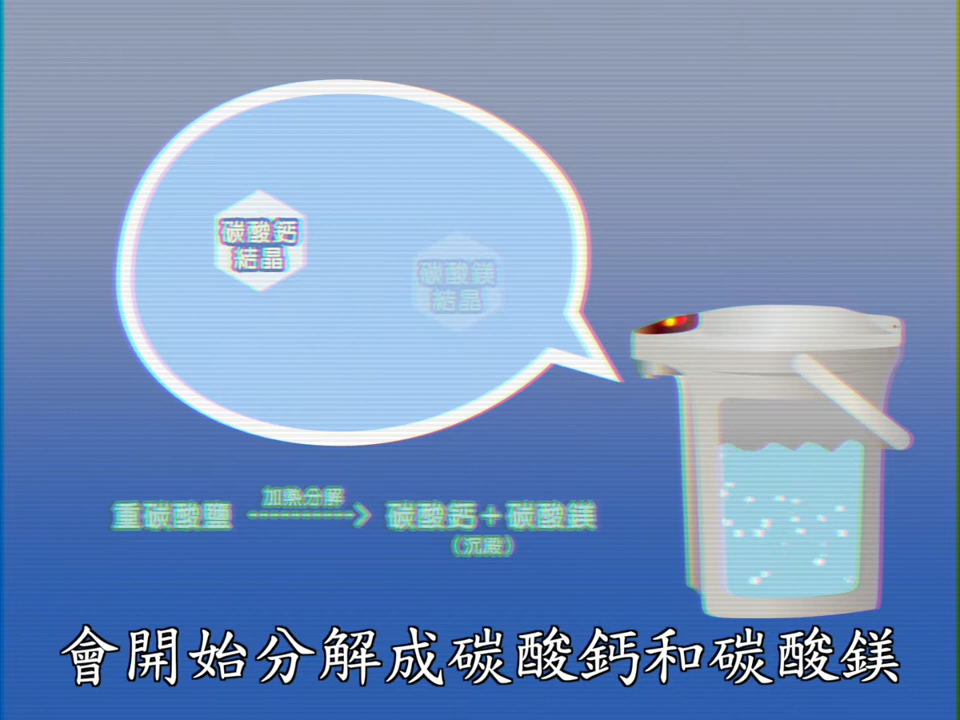 碳酸鈣
結晶
碳酸鎂
結晶
重碳酸鹽 加熱分解 碳酸鈣＋碳酸鎂
（沉澱）
會開始分解成碳酸鈣和碳酸鎂